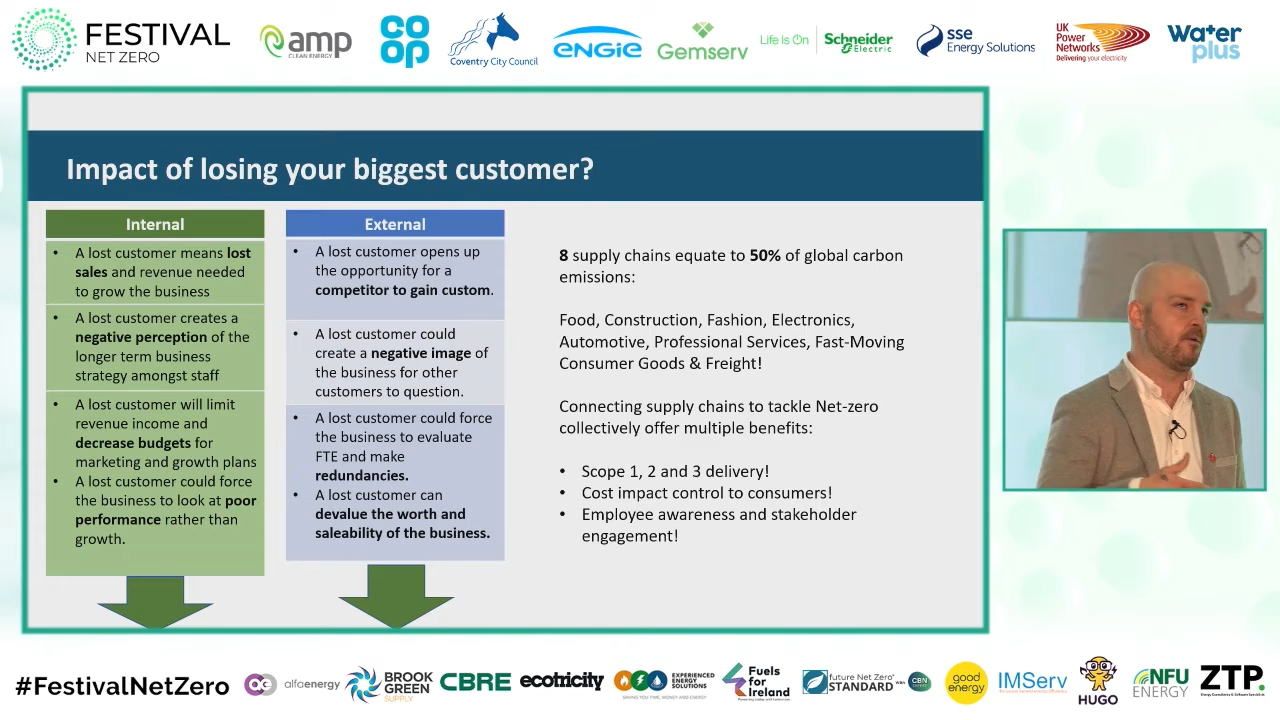 FESTIVAL
NET ZERO
amp
CLEAN ENERGY
CO
OP
Coventry City Council
ENGIE
Gemserv
Life Is On
Schneider
Electric
sse
Energy Solutions
UK
Power
Networks
Delivering your electricity
Water
plus
Impact of losing your biggest customer?
Internal
• A lost customer means lost
sales and revenue needed
to grow the business
• A lost customer creates a
negative perception of the
longer term business
strategy amongst staff
• A lost customer will limit
revenue income and
decrease budgets for
marketing and growth plans
• A lost customer could force
the business to look at poor
performance rather than
growth.
External
• A lost customer opens up
the opportunity for a
competitor to gain custom.
• A lost customer could
create a negative image of
the business for other
customers to question.
• A lost customer could force
the business to evaluate
FTE and make
redundancies.
• A lost customer can
devalue the worth and
saleability of the business.
8 supply chains equate to 50% of global carbon
emissions:
Food, Construction, Fashion, Electronics,
Automotive, Professional Services, Fast-Moving
Consumer Goods & Freight!
Connecting supply chains to tackle Net-zero
collectively offer multiple benefits:
• Scope 1, 2 and 3 delivery!
• Cost impact control to consumers!
• Employee awareness and stakeholder
engagement!
#FestivalNetZero
alfaenergy
BROOK
GREEN
SUPPLY
CBRE
ecotricity
EXPERIENCED
ENERGY
SOLUTIONS
SAVING YOU TIME, MONEY AND ENERGY
Fuels
for
Ireland
future Net Zero
STANDARD
CBN
good
energy
IMServ
HUGO
NFU
ENERGY
ZTP.